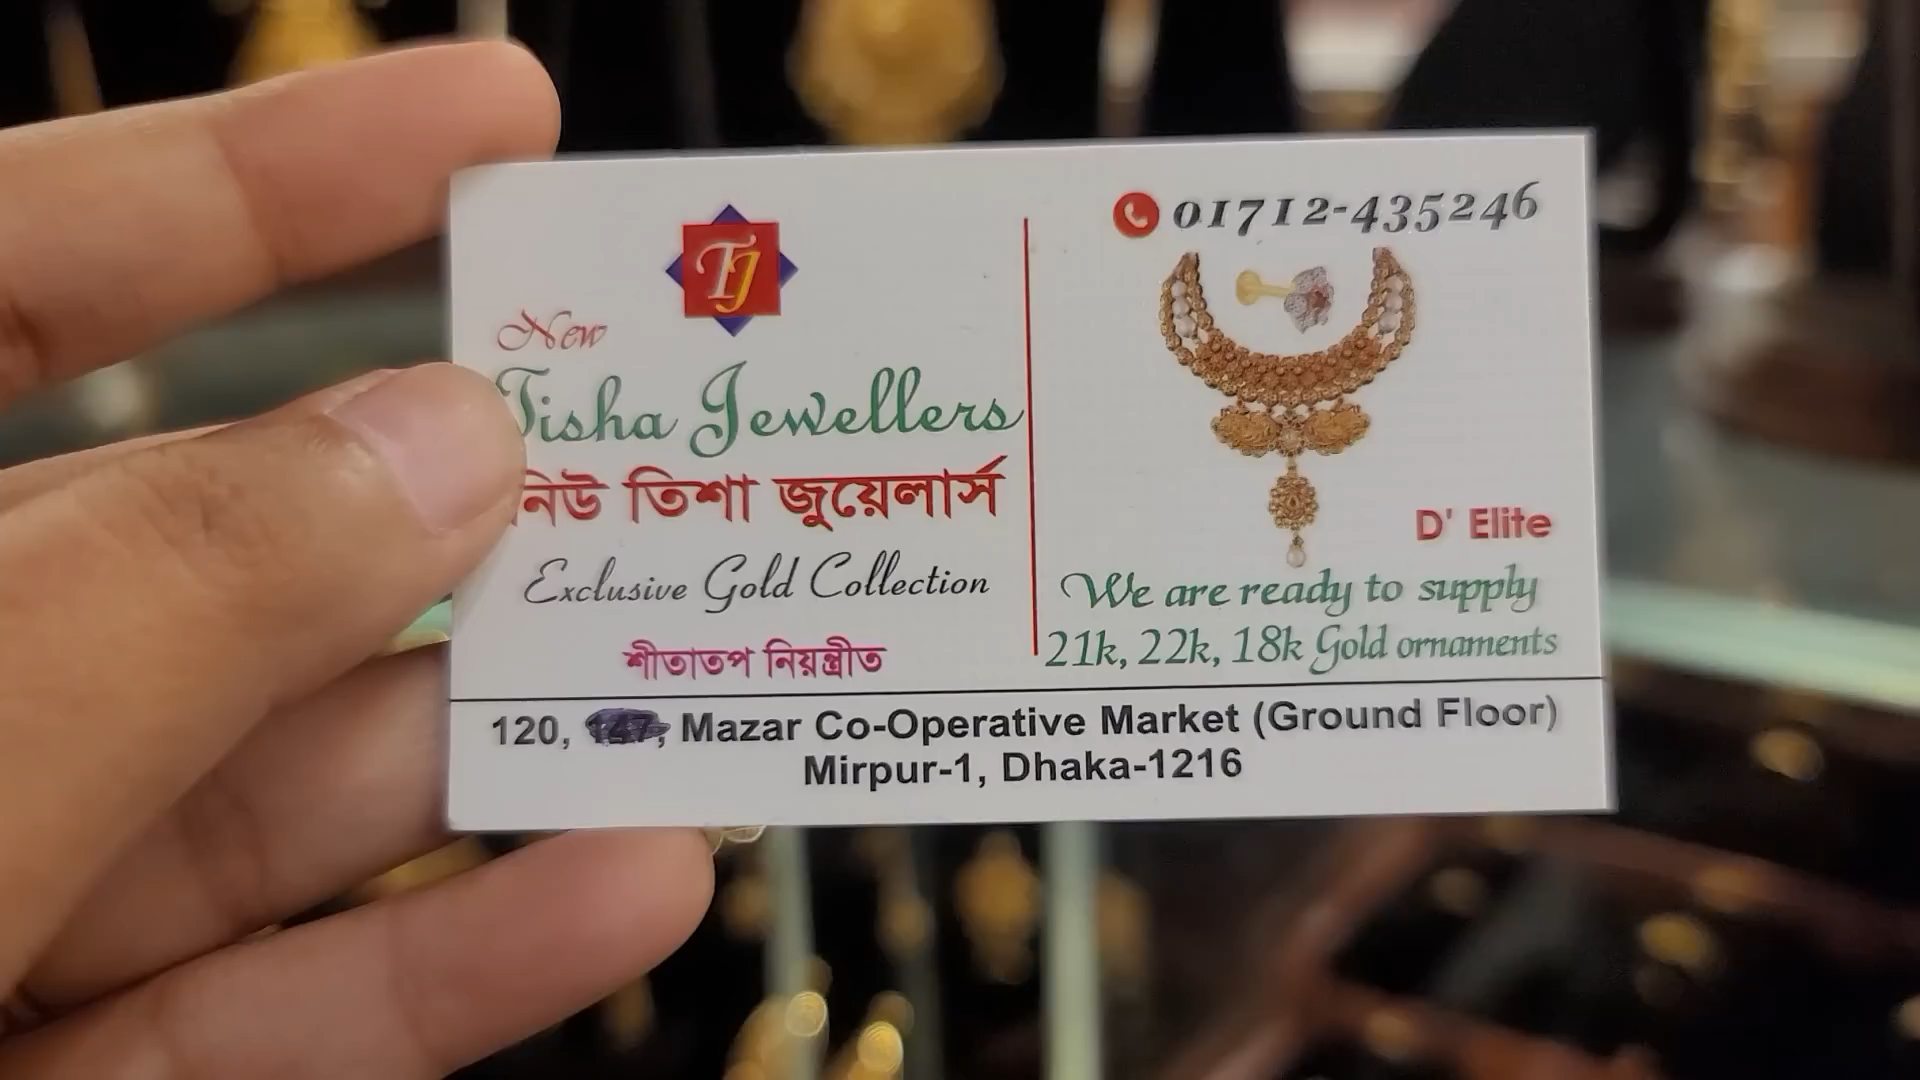 TJ
New
Tisha Jewellers
নিউ তিশা জুয়েলার্স
Exclusive Gold Collection
শীতাতপ নিয়ন্ত্রীত
01712-435246
D' Elite
We are ready to supply
21k, 22k, 18k Gold ornaments
120, 147, Mazar Co-Operative Market (Ground Floor)
Mirpur-1, Dhaka-1216